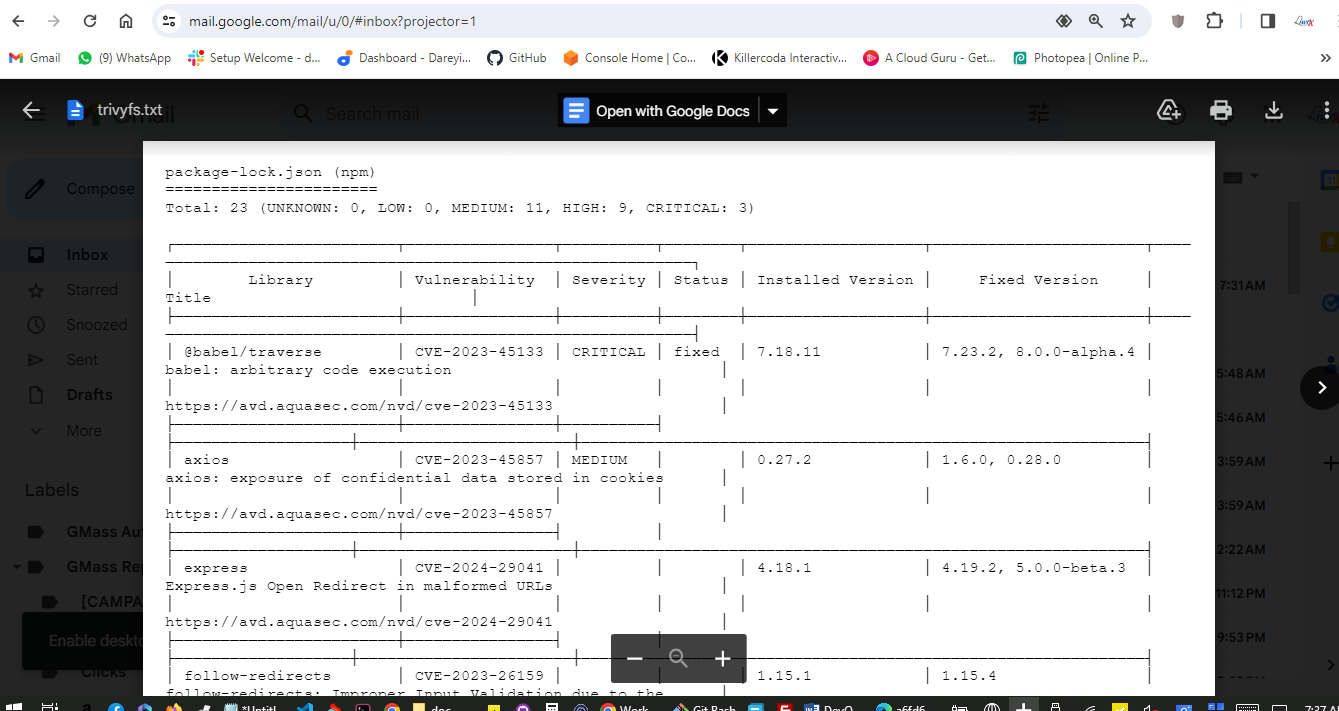 mail.google.com/mail/u/0/#inbox?projector=1
Gmail
(9) WhatsApp
Setup Welcome - d...
Dashboard - Dareyi...
GitHub
Console Home | Co...
Killercoda Interactiv...
A Cloud Guru - Get...
Photopea | Online P...
trivyfs.txt
Search mail
Open with Google Docs
Compose
Inbox
Starred
Snoozed
Sent
Drafts
More
Labels
GMass Au
GMass Rep
[CAMPA
Enable deskto
Clicks
package-lock.json (npm)
=======================
Total: 23 (UNKNOWN: 0, LOW: 0, MEDIUM: 11, HIGH: 9, CRITICAL: 3)
Library | Vulnerability | Severity | Status | Installed Version | Fixed Version |
Title |
@babel/traverse | CVE-2023-45133 | CRITICAL | fixed | 7.18.11 | 7.23.2, 8.0.0-alpha.4 |
babel: arbitrary code execution |
https://avd.aquasec.com/nvd/cve-2023-45133 |
axios | CVE-2023-45857 | MEDIUM | | 0.27.2 | 1.6.0, 0.28.0 |
axios: exposure of confidential data stored in cookies |
https://avd.aquasec.com/nvd/cve-2023-45857 |
express | CVE-2024-29041 | | | 4.18.1 | 4.19.2, 5.0.0-beta.3 |
Express.js Open Redirect in malformed URLs |
https://avd.aquasec.com/nvd/cve-2024-29041 |
follow-redirects | CVE-2023-26159 | | | 1.15.1 | 1.15.4 |
follow-redirects: Improper Input Validation due to the
7:31 AM
5:48 AM
5:46 AM
3:59 AM
3:59 AM
2:22 AM
11:12 PM
9:53 PM
*Untitl
doc
Work
Git Bash
DevO
affd6
7:37 A